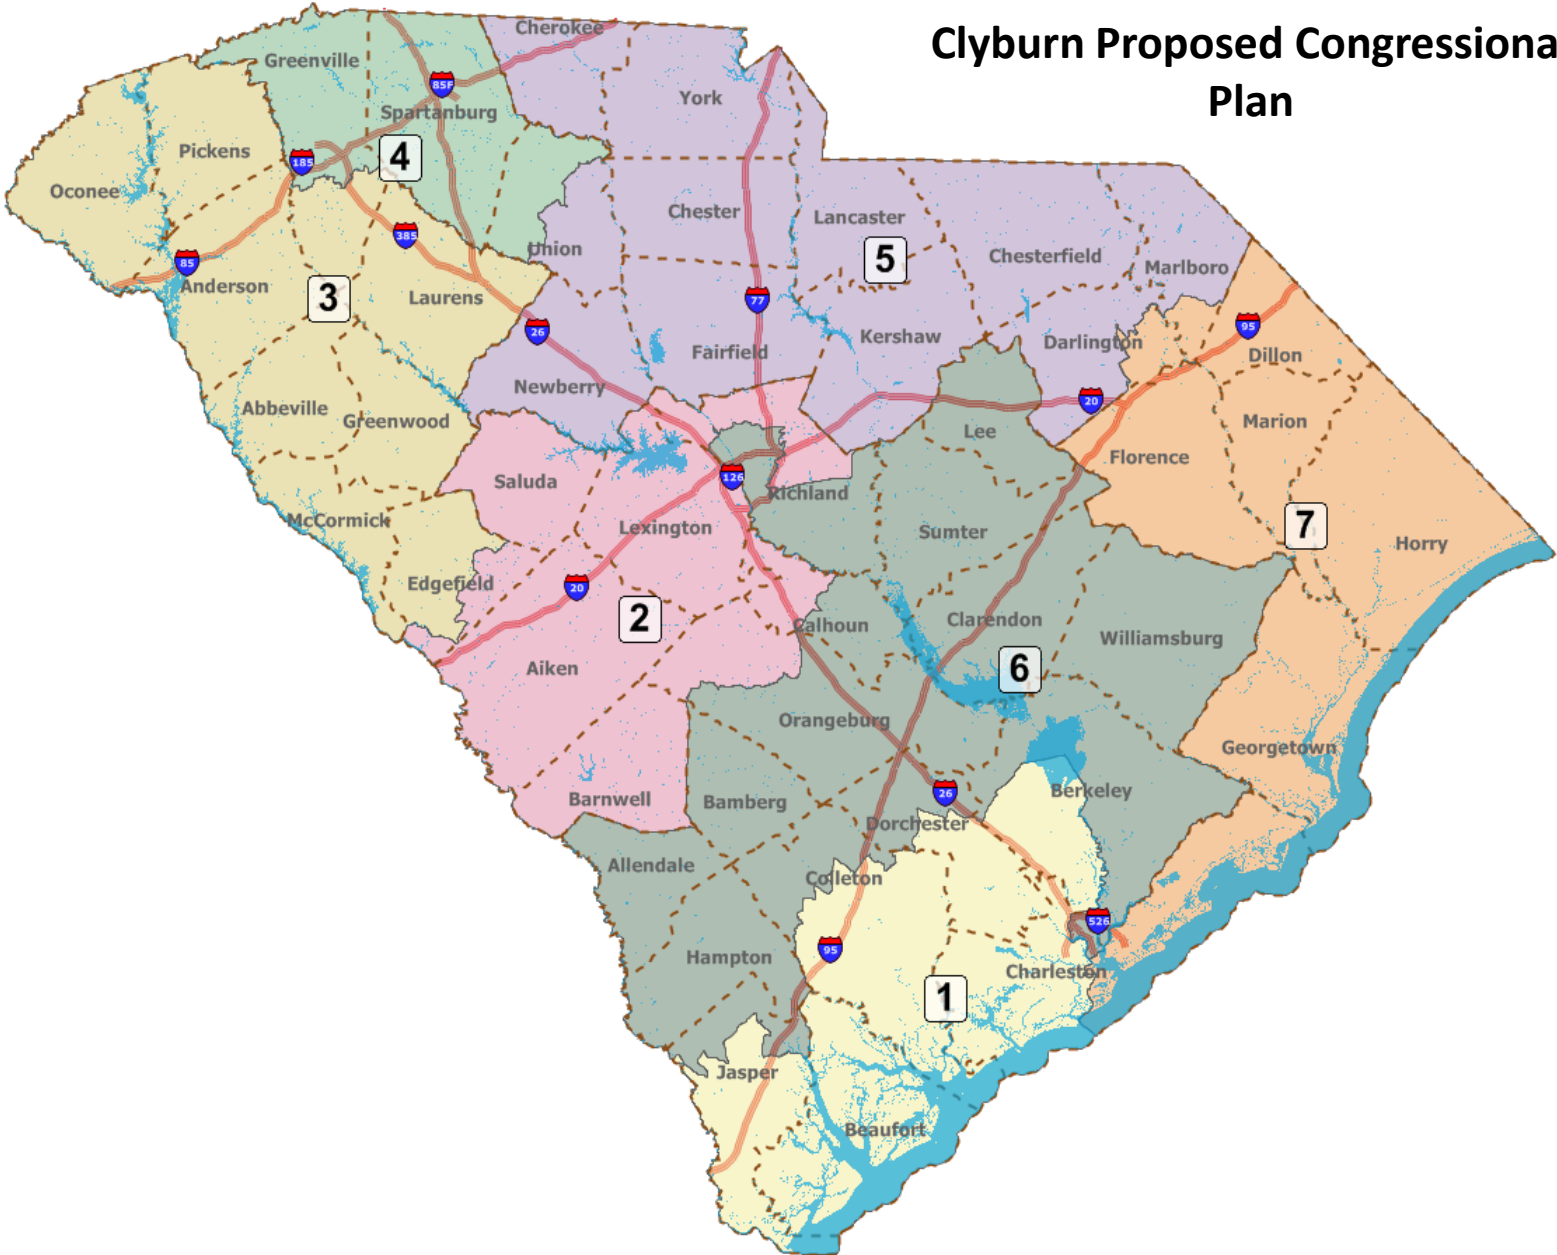 Clyburn Proposed Congressiona
Plan
Cherokee
Greenville
85F
York
Spartanburg
Pickens
4
185
Oconee
Chester
Lancaster
385
Union
5
Chesterfield
85
Marlboro
Anderson
3
Laurens
77
26
95
Kershaw
Darlington
Fairfield
Dillon
Newberry
20
Abbeville
Greenwood
Marion
Lee
Florence
126
Saluda
Richland
McCormick
Lexington
Sumter
7
Horry
Edgefield
20
2
Calhoun
Clarendon
Williamsburg
Aiken
6
Orangeburg
Georgetown
Barnwell
Bamberg
26
Berkeley
Dorchester
Allendale
Colleton
526
95
Hampton
Charleston
1
Jasper
Beaufort